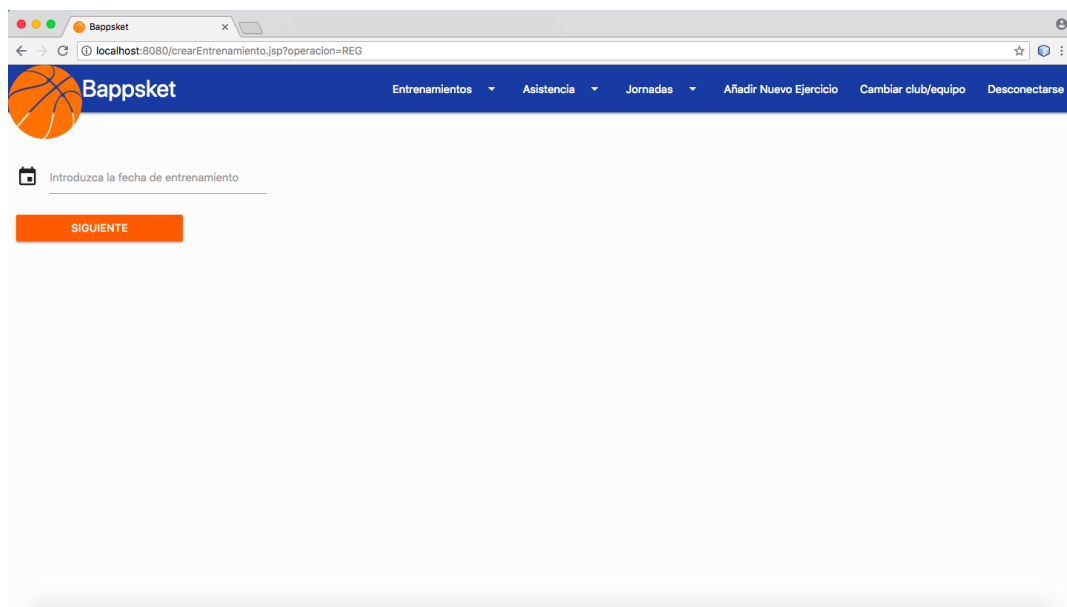 Bappsket
localhost:8080/crearEntrenamiento.jsp?operacion=REG
Bappsket Entrenamientos Asistencia Jornadas Añadir Nuevo Ejercicio Cambiar club/equipo Desconectarse
Introduzca la fecha de entrenamiento
SIGUIENTE